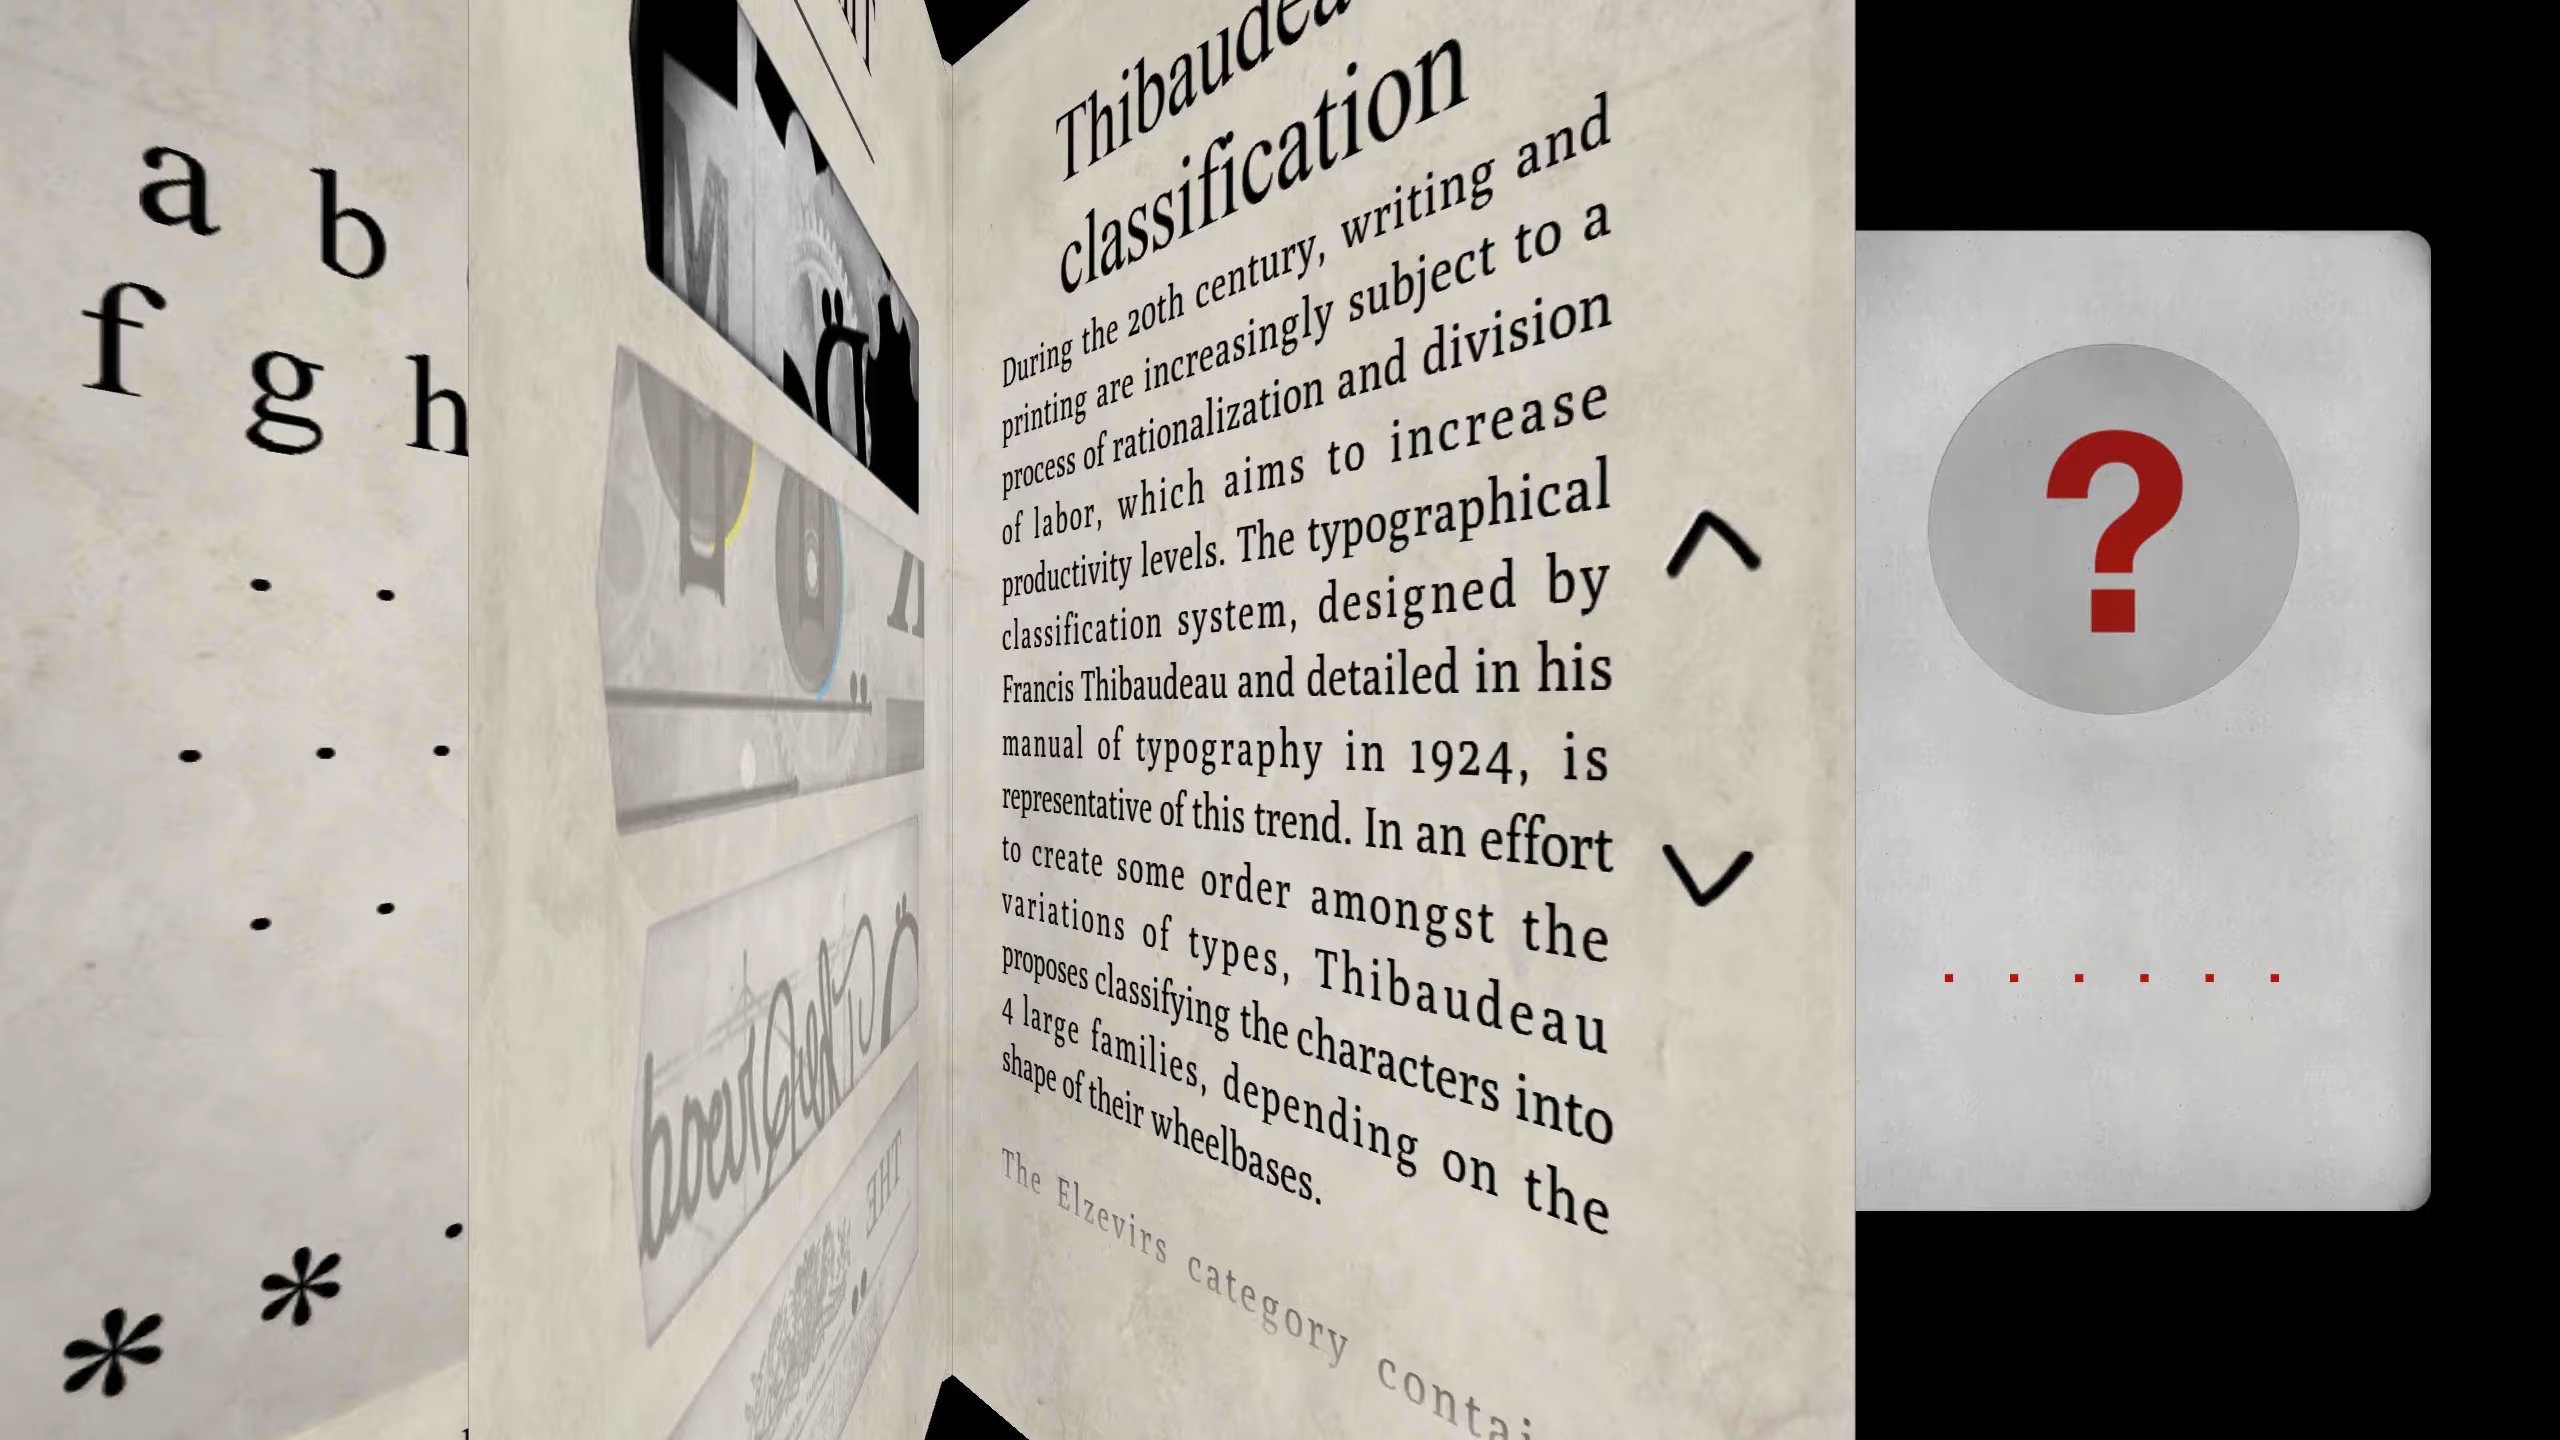 a b
f g h
* *
Thibaudea
classification
During the 20th century, writing and
printing are increasingly subject to a
process of rationalization and division
of labor, which aims to increase
productivity levels. The typographical
classification system, designed by
Francis Thibaudeau and detailed in his
manual of typography in 1924, is
representative of this trend. In an effort
to create some order amongst the
variations of types, Thibaudeau
proposes classifying the characters into
4 large families, depending on the
shape of their wheelbases.
The Elzevirs category contai
THE
?